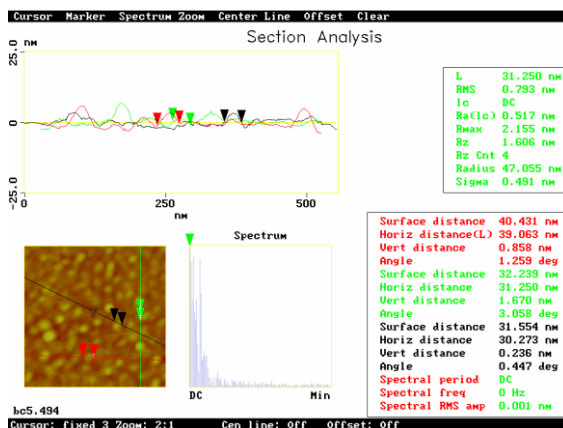 Cursor Marker Spectrum Zoom Center Line Offset Clear
Section Analysis
25.0
nm
0
-25.0
0
250
500
nm
L 31.250 nm
RMS 0.793 nm
lc DC
Ra(lc) 0.517 nm
Rmax 2.155 nm
Rz 1.606 nm
Rz Cnt 4
Radius 47.055 nm
Sigma 0.491 nm
Surface distance 40.431 nm
Horiz distance(L) 39.063 nm
Vert distance 0.858 nm
Angle 1.259 deg
Surface distance 32.239 nm
Horiz distance 31.250 nm
Vert distance 1.670 nm
Angle 3.058 deg
Surface distance 31.554 nm
Horiz distance 30.273 nm
Vert distance 0.236 nm
Angle 0.447 deg
Spectral period DC
Spectral freq 0 Hz
Spectral RMS amp 0.001 nm
Spectrum
DC Min
bc5.494
Cursor: fixed 3 Zoom: 2:1 Cen line: Off Offset: Off